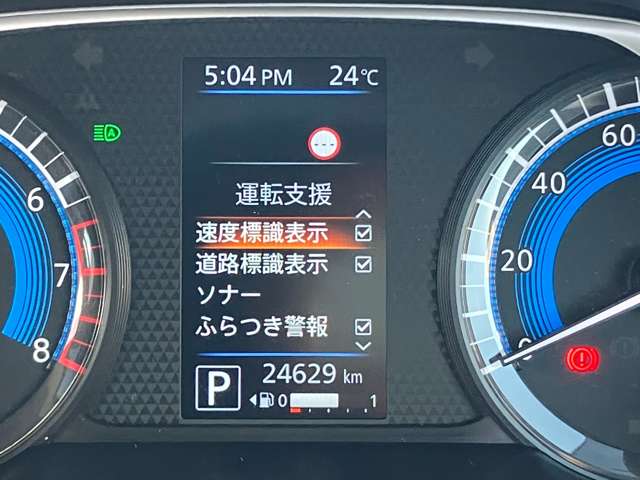 5:04 PM 24℃
---
運転支援
速度標識表示
道路標識表示
ソナー
ふらつき警報
P 24629 km
0 1
6
7
8
60
40
20
0
A